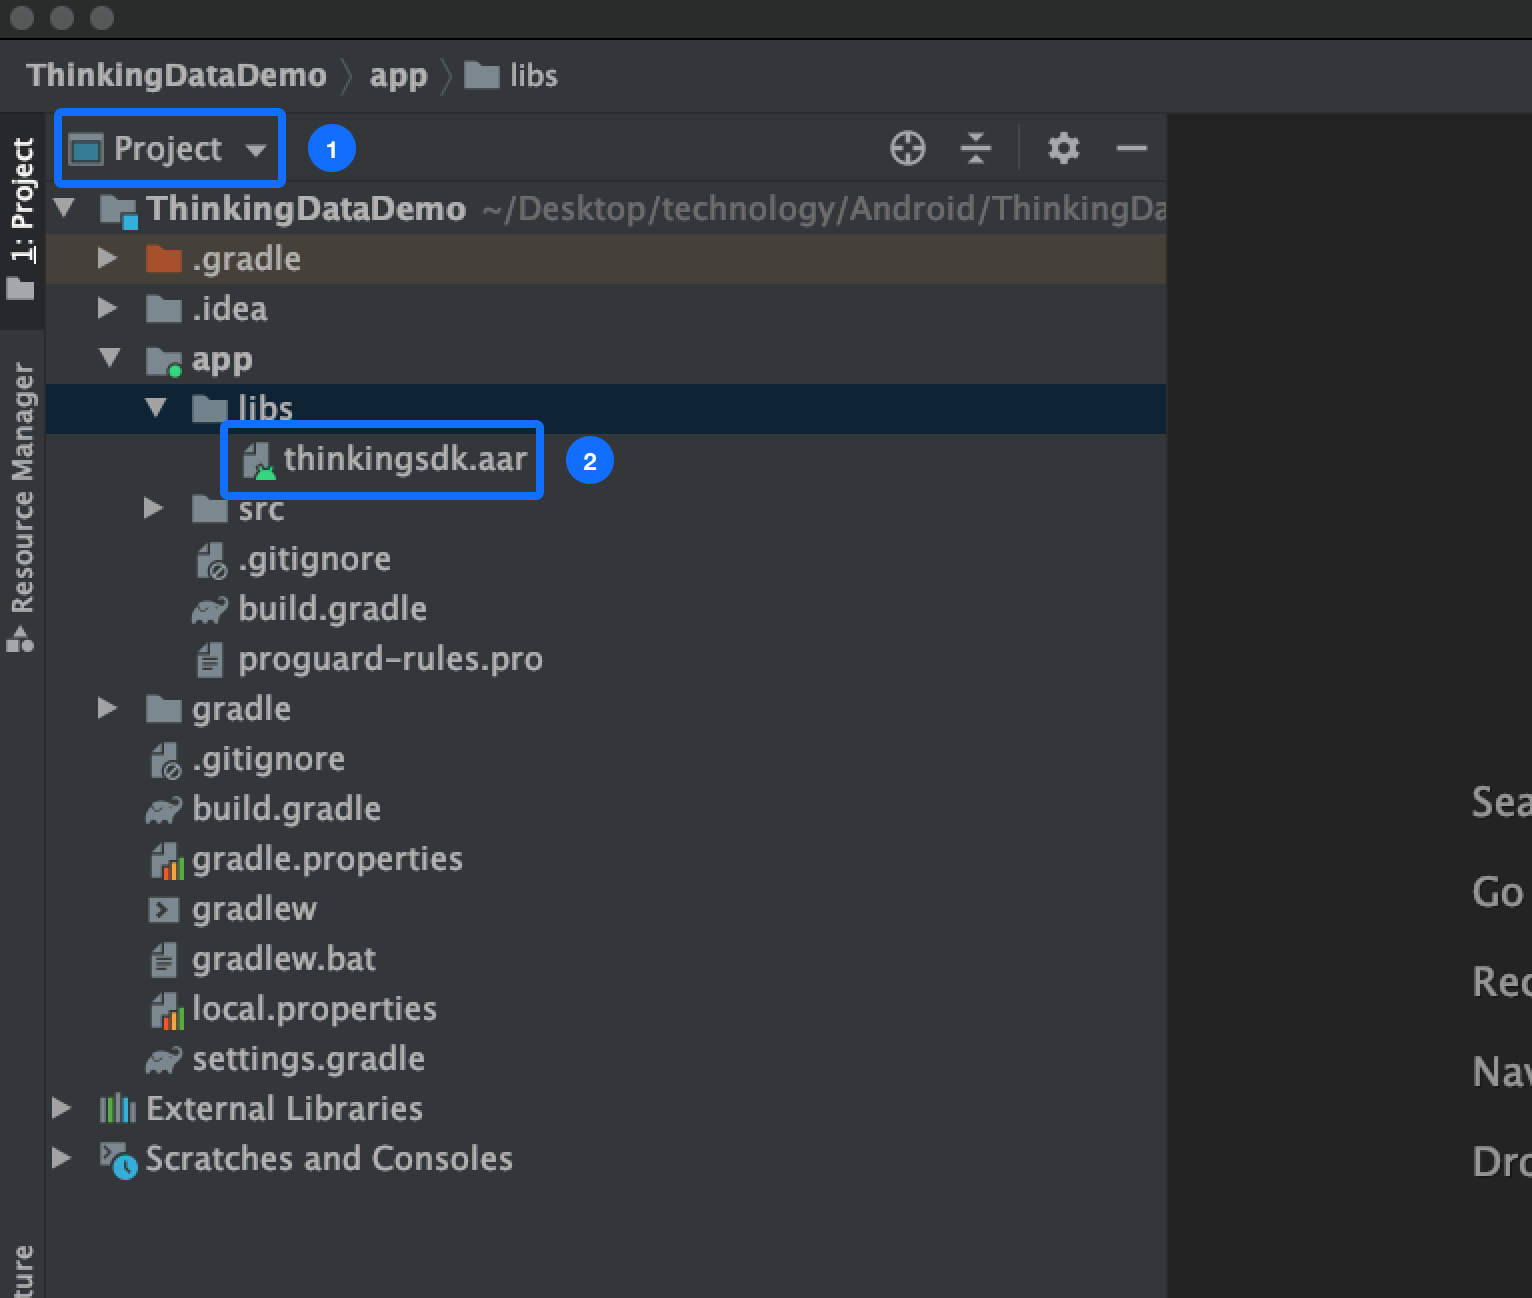 ThinkingDataDemo app libs
Project 1
1: Project
ThinkingDataDemo ~/Desktop/technology/Android/ThinkingDa
.gradle
.idea
app
libs
thinkingsdk.aar 2
src
.gitignore
build.gradle
proguard-rules.pro
gradle
.gitignore
build.gradle
gradle.properties
gradlew
gradlew.bat
local.properties
settings.gradle
External Libraries
Scratches and Consoles
Resource Manager
ture
Sea
Go
Rec
Nav
Dro